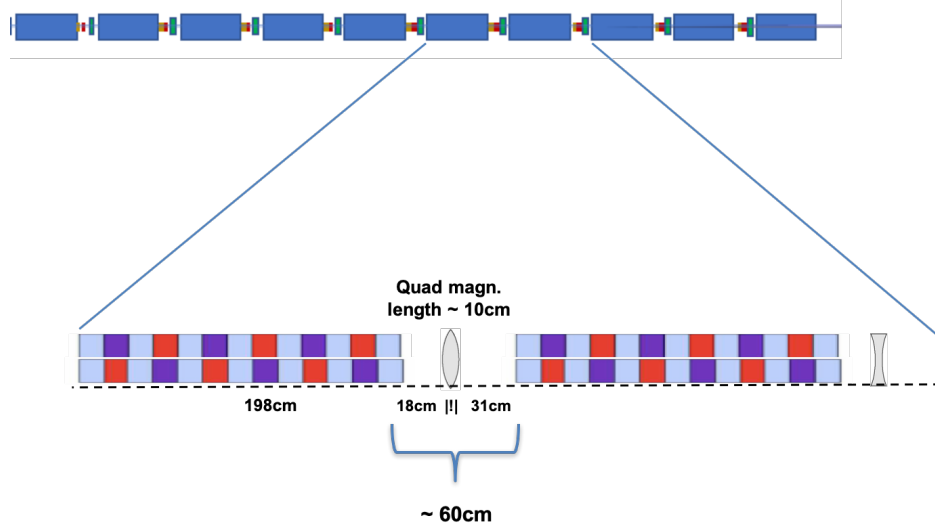 Quad magn.
length ~ 10cm
198cm
18cm |!| 31cm
~ 60cm